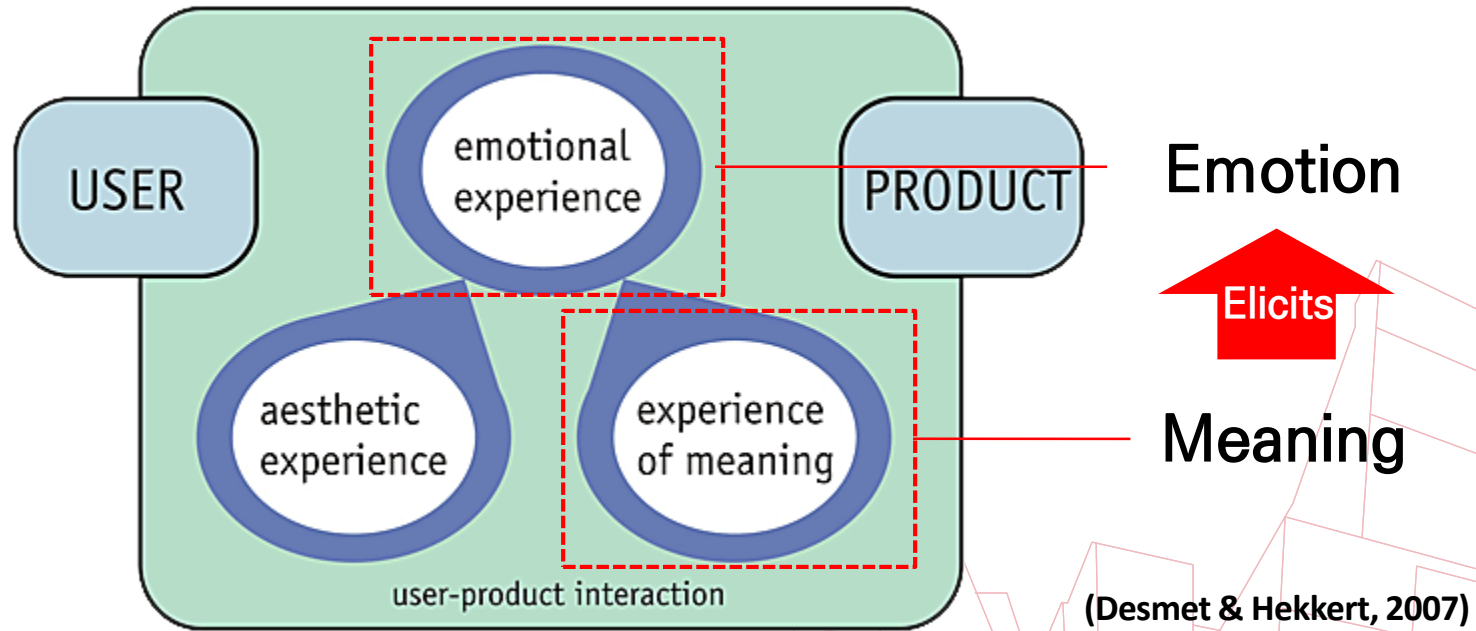 USER
emotional
experience
PRODUCT
Emotion
Elicits
aesthetic
experience
experience
of meaning
Meaning
user-product interaction
(Desmet & Hekkert, 2007)